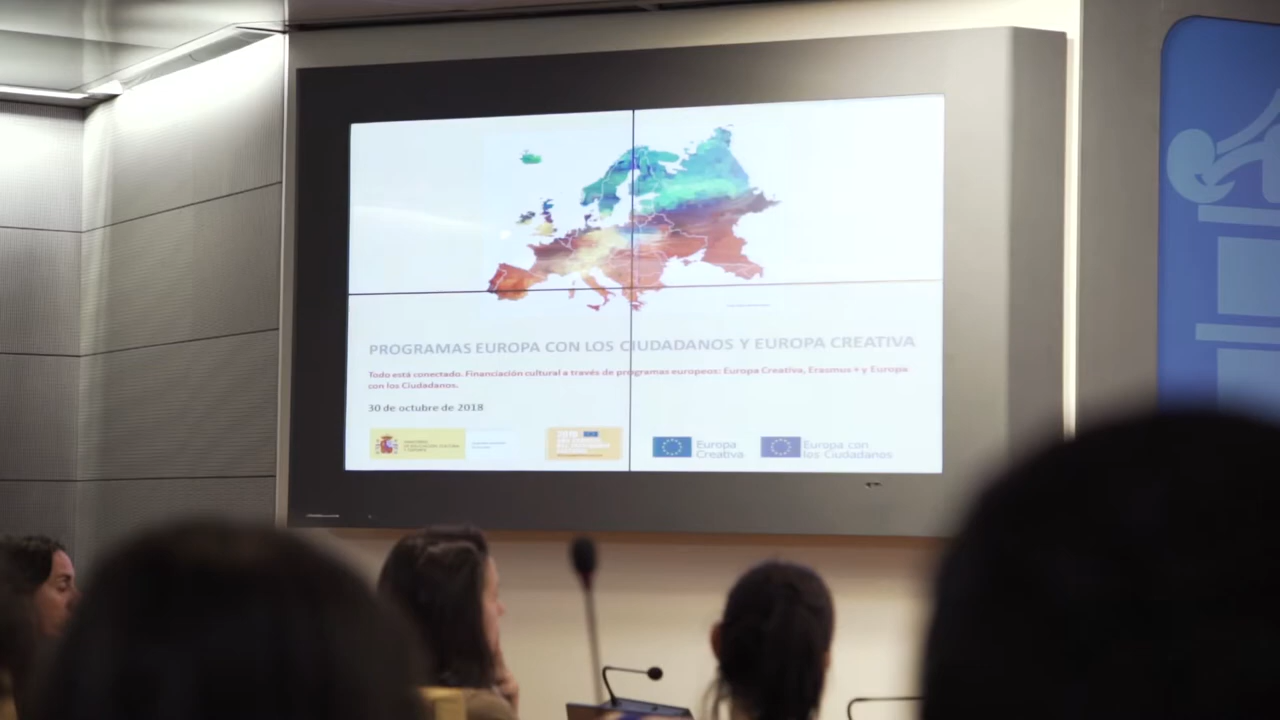 PROGRAMAS EUROPA CON LOS CIUDADANOS Y EUROPA CREATIVA
Todo está conectado. Financiación cultural a través de programas europeos: Europa Creativa, Erasmus + y Europa
con los Ciudadanos.
30 de octubre de 2018
Europa
Creativa
Europa con
los Ciudadanos